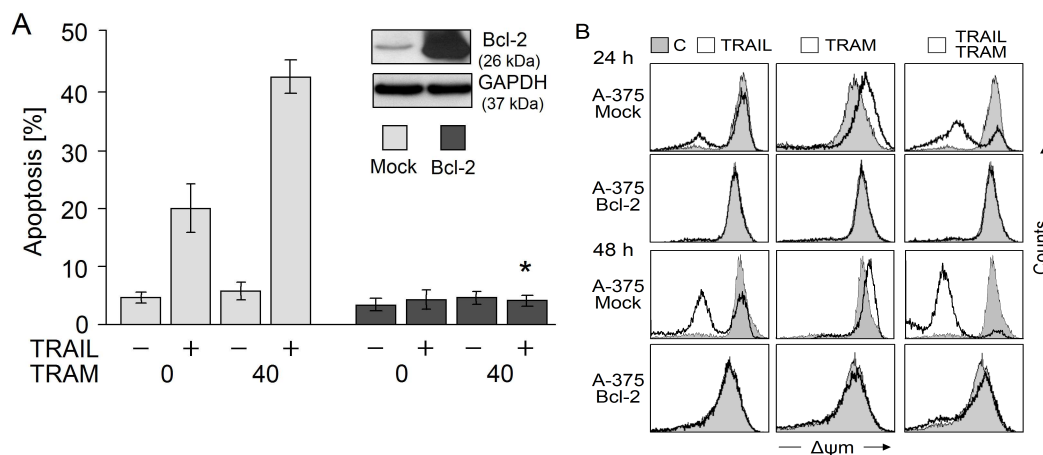 A
Apoptosis [%]
50
40
30
20
10
0
Bcl-2
(26 kDa)
GAPDH
(37 kDa)
Mock Bcl-2
*
TRAIL − + − + − + − +
TRAM 0 40 0 40
B
C TRAIL TRAM TRAIL
TRAM
24 h
A-375
Mock
A-375
Bcl-2
48 h
A-375
Mock
A-375
Bcl-2
Δψm
Counts